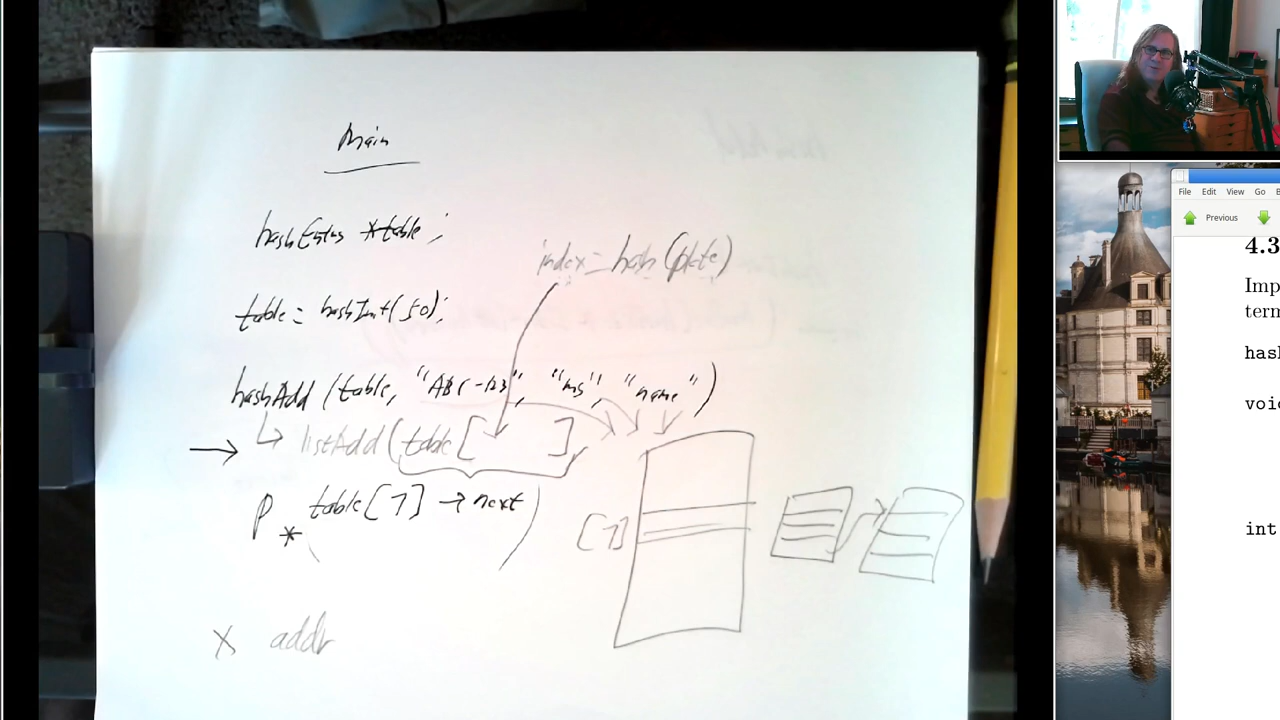 Main
hashEntry *table;
index = hash(plate)
table = hashInit(50);
hashAdd (table, "ABC-123", "ms", "name")
→ ↳ listAdd(table[ ]
p * table[7] → next )
[7]
x addr
File Edit View Go
Previous
4.3
Imp
term
hash
voic
int